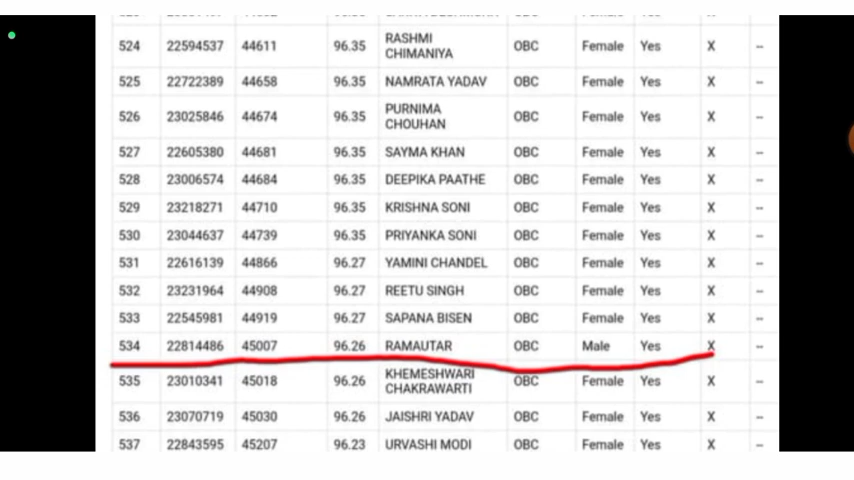 524 22594537 44611 96.35 RASHMI CHIMANIYA OBC Female Yes X --
525 22722389 44658 96.35 NAMRATA YADAV OBC Female Yes X --
526 23025846 44674 96.35 PURNIMA CHOUHAN OBC Female Yes X --
527 22605380 44681 96.35 SAYMA KHAN OBC Female Yes X --
528 23006574 44684 96.35 DEEPIKA PAATHE OBC Female Yes X --
529 23218271 44710 96.35 KRISHNA SONI OBC Female Yes X --
530 23044637 44739 96.35 PRIYANKA SONI OBC Female Yes X --
531 22616139 44866 96.27 YAMINI CHANDEL OBC Female Yes X --
532 23231964 44908 96.27 REETU SINGH OBC Female Yes X --
533 22545981 44919 96.27 SAPANA BISEN OBC Female Yes X --
534 22814486 45007 96.26 RAMAUTAR OBC Male Yes X --
535 23010341 45018 96.26 KHEMESHWARI CHAKRAWARTI OBC Female Yes X --
536 23070719 45030 96.26 JAISHRI YADAV OBC Female Yes X --
537 22843595 45207 96.23 URVASHI MODI OBC Female Yes X --